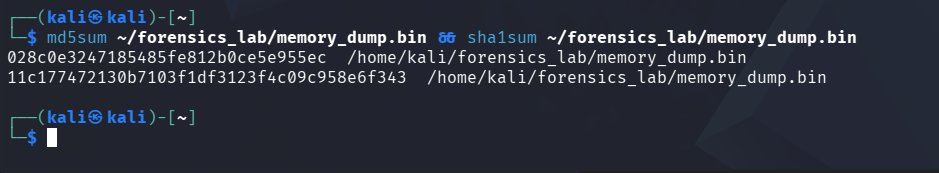 ┌──(kali㉿kali)-[~]
└─$ md5sum ~/forensics_lab/memory_dump.bin && sha1sum ~/forensics_lab/memory_dump.bin
028c0e3247185485fe812b0ce5e955ec  /home/kali/forensics_lab/memory_dump.bin
11c177472130b7103f1df3123f4c09c958e6f343  /home/kali/forensics_lab/memory_dump.bin
┌──(kali㉿kali)-[~]
└─$